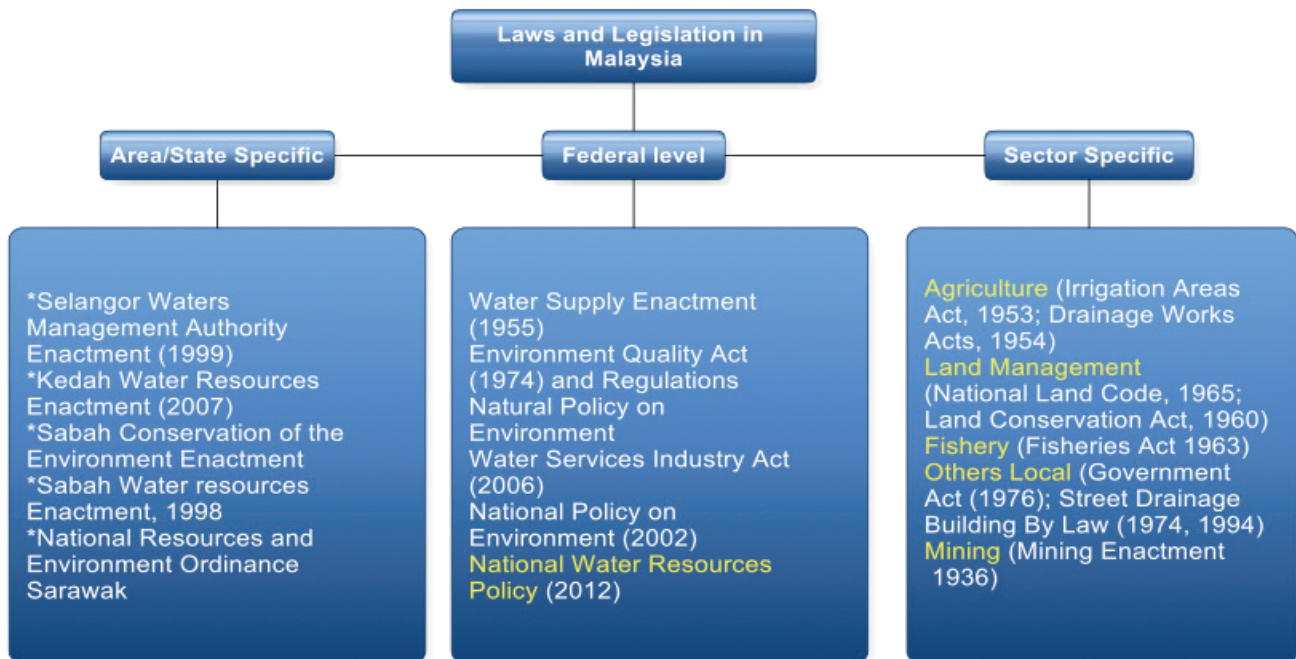 Laws and Legislation in
Malaysia
Area/State Specific
Federal level
Sector Specific
*Selangor Waters
Management Authority
Enactment (1999)
*Kedah Water Resources
Enactment (2007)
*Sabah Conservation of the
Environment Enactment
*Sabah Water resources
Enactment, 1998
*National Resources and
Environment Ordinance
Sarawak
Water Supply Enactment
(1955)
Environment Quality Act
(1974) and Regulations
Natural Policy on
Environment
Water Services Industry Act
(2006)
National Policy on
Environment (2002)
National Water Resources
Policy (2012)
Agriculture (Irrigation Areas
Act, 1953; Drainage Works
Acts, 1954)
Land Management
(National Land Code, 1965;
Land Conservation Act, 1960)
Fishery (Fisheries Act 1963)
Others Local (Government
Act (1976); Street Drainage
Building By Law (1974, 1994)
Mining (Mining Enactment
1936)